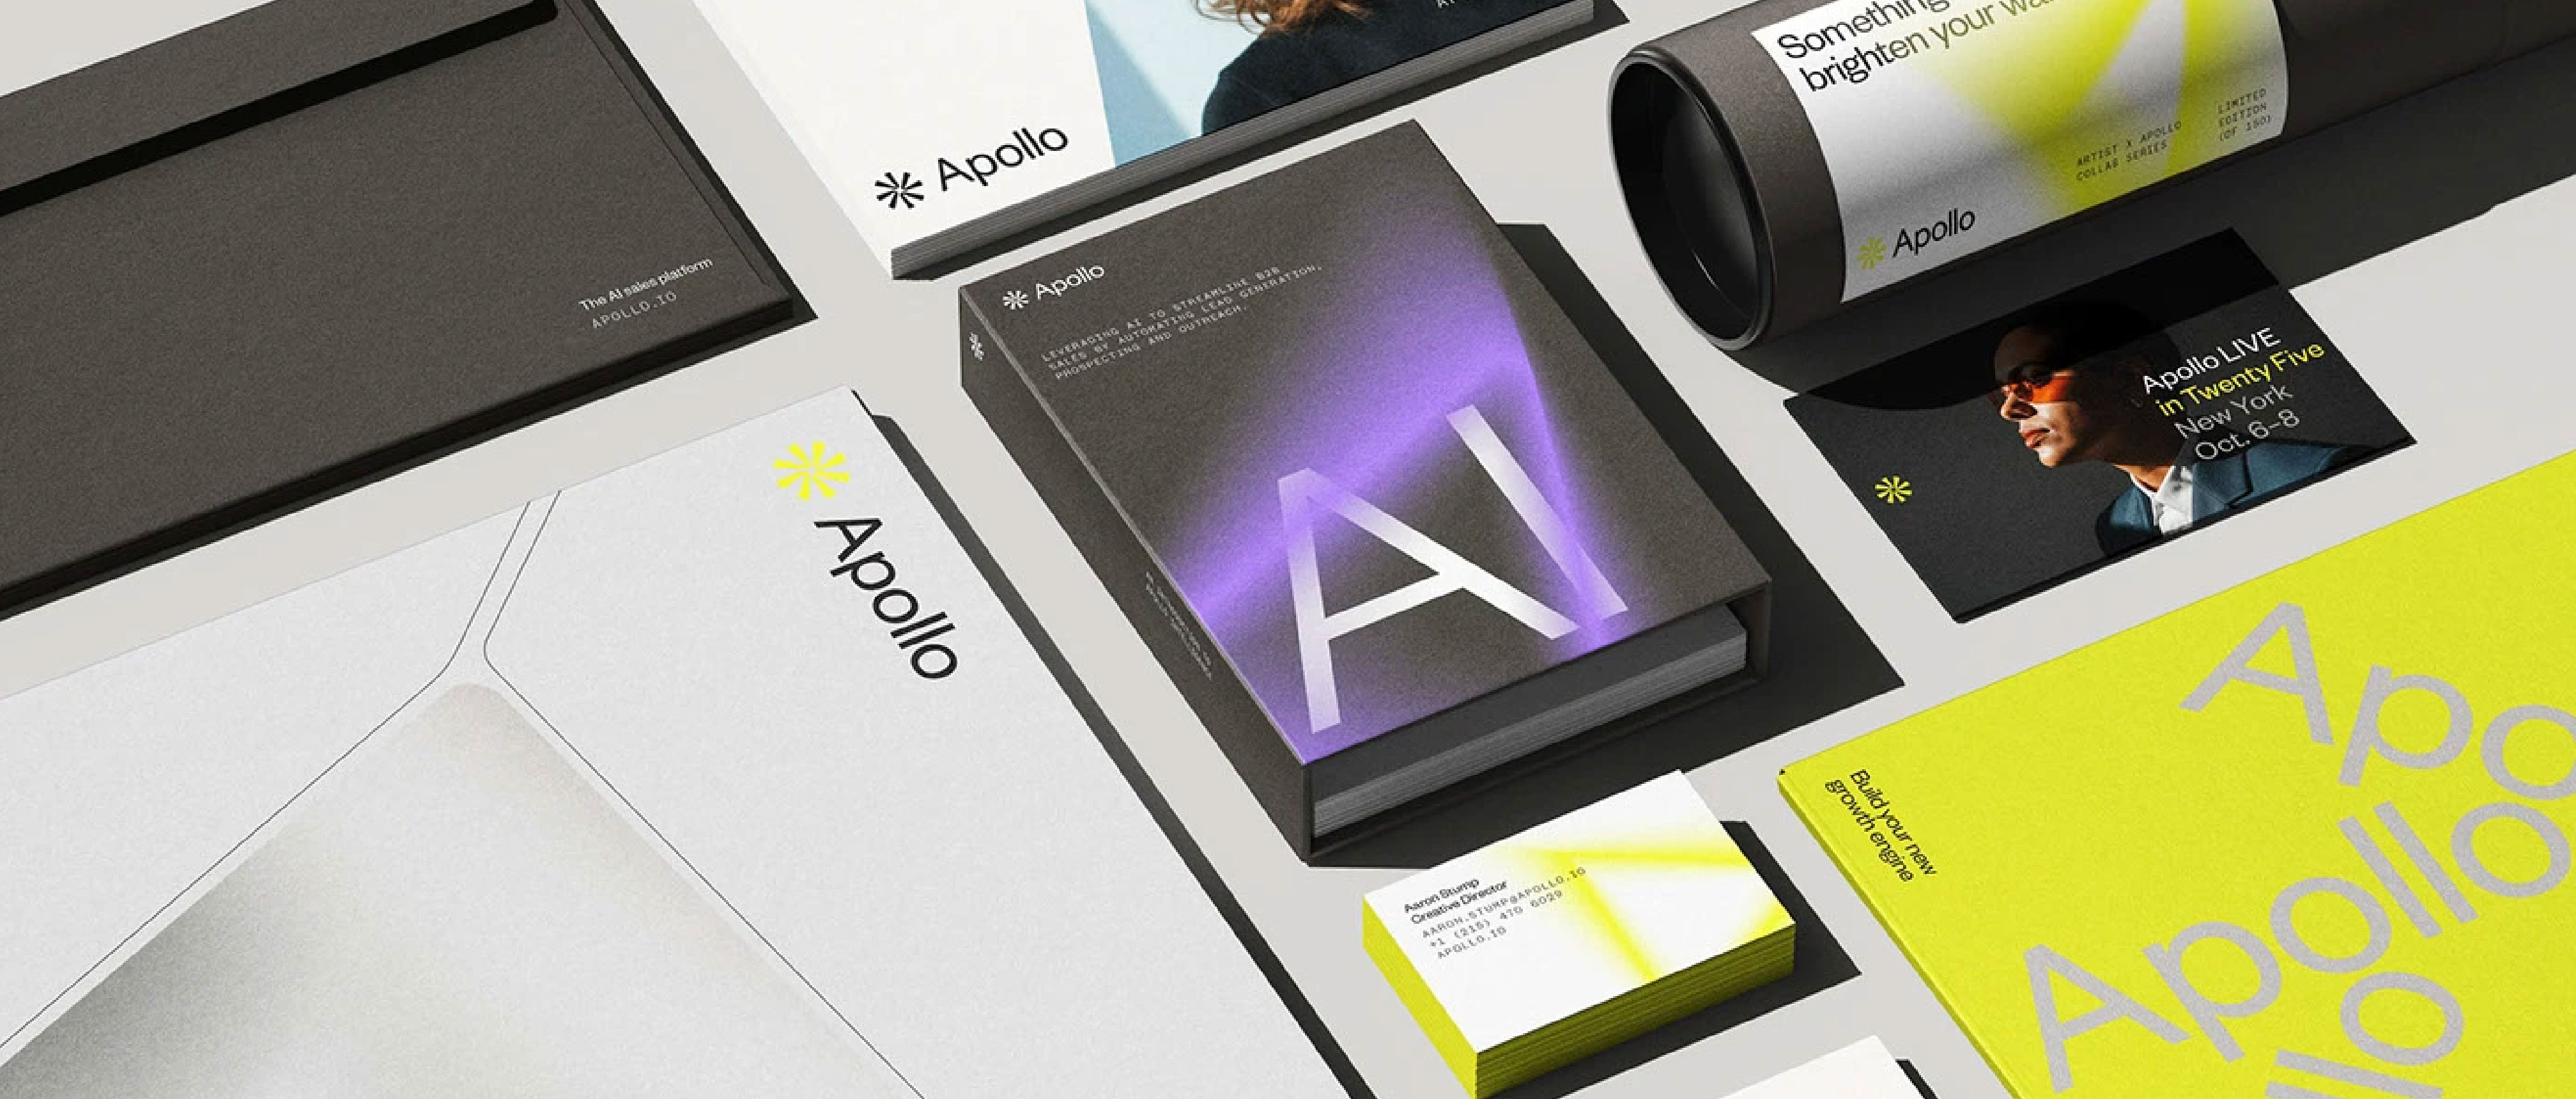 The AI sales platform
APOLLO.IO
Apollo
Something
brighten your
Apollo
ARTIST X APOLLO
COLLAB SERIES
LIMITED
EDITION
(OF 150)
Apollo
LEVERAGING AI TO STREAMLINE B2B
SALES BY AUTOMATING LEAD GENERATION,
PROSPECTING AND OUTREACH.
AI
Apollo LIVE
in Twenty Five
New York
Oct. 6–8
Apollo
Aaron Stump
Creative Director
AARON.STUMP@APOLLO.IO
+1 (215) 470 6029
APOLLO.IO
Build your new
growth engine
Apo
Apollo
llo